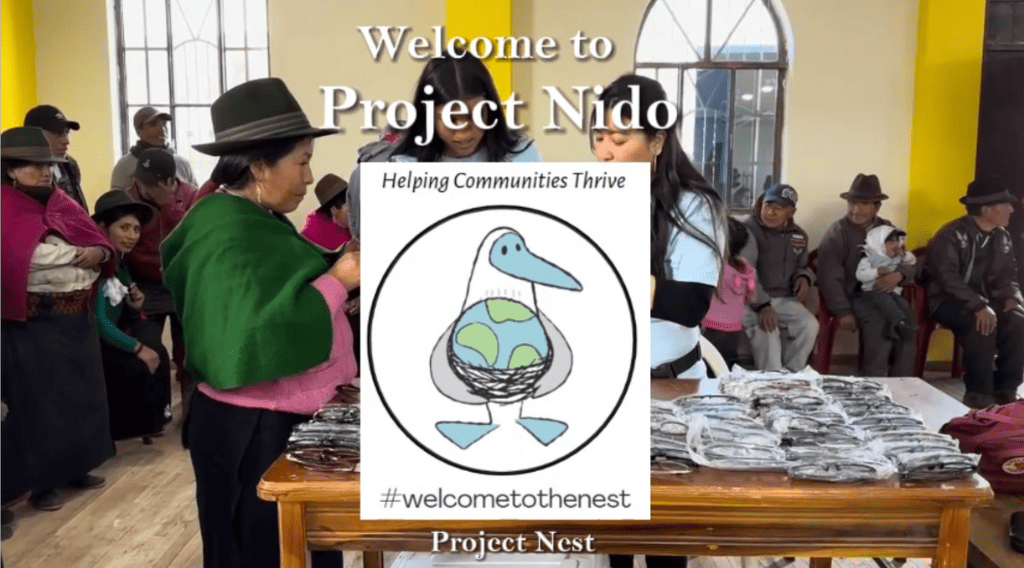 Welcome to
Project Nido
Helping Communities Thrive
#welcometothenest
Project Nest